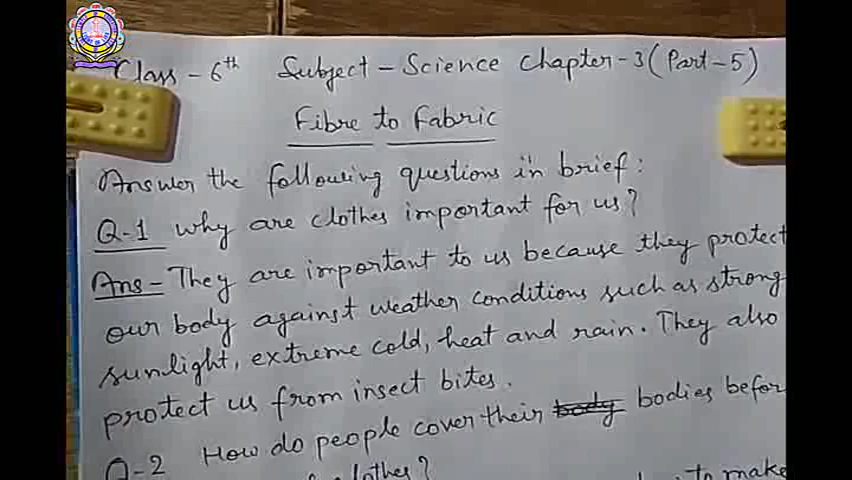 Class - 6th Subject - Science Chapter - 3 (Part - 5)
Fibre to Fabric
Answer the following questions in brief:
Q-1 Why are clothes important for us?
Ans - They are important to us because they protect
our body against weather conditions such as strong
sunlight, extreme cold, heat and rain. They also
protect us from insect bites.
Q-2 How do people cover their body bodies befor
clothes?
to make